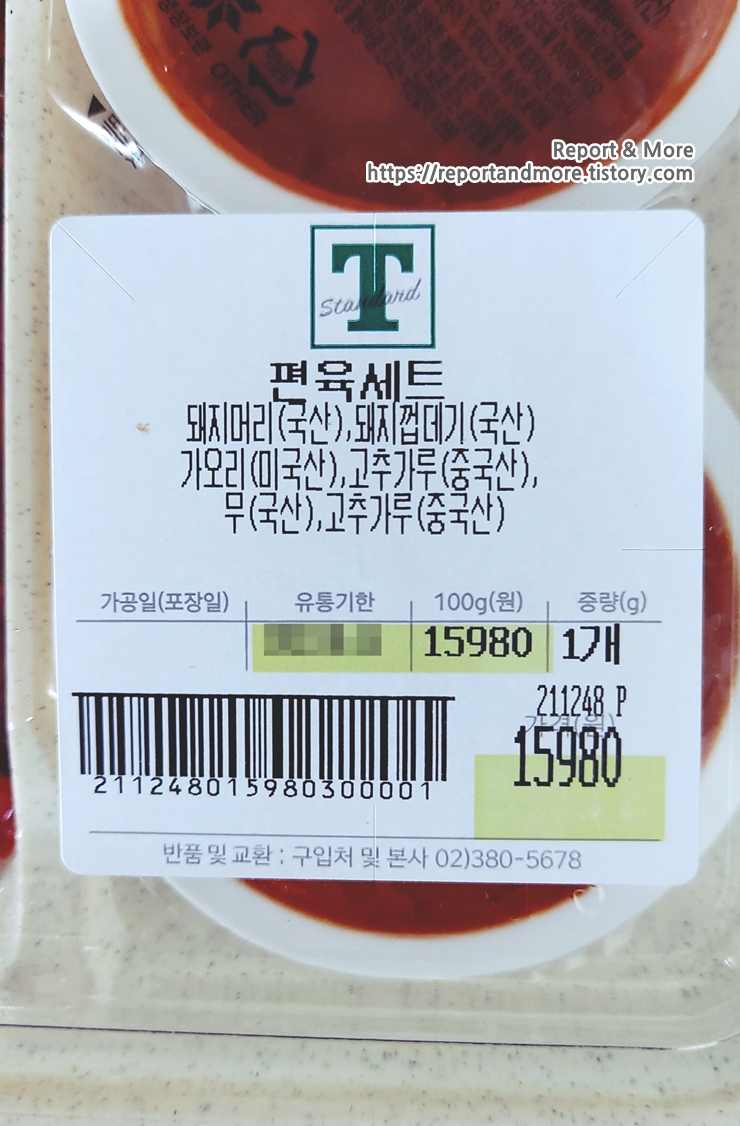 OTHER
Report & More
https://reportandmore.tistory.com
T
Standard
편육세트
돼지머리(국산),돼지껍데기(국산)
가오리(미국산),고추가루(중국산),
무(국산),고추가루(중국산)
가공일(포장일) 유통기한 100g(원) 중량(g)
15980 1개
211248 P
가격(원)
15980
211248015980300001
반품 및 교환 : 구입처 및 본사 02)380-5678